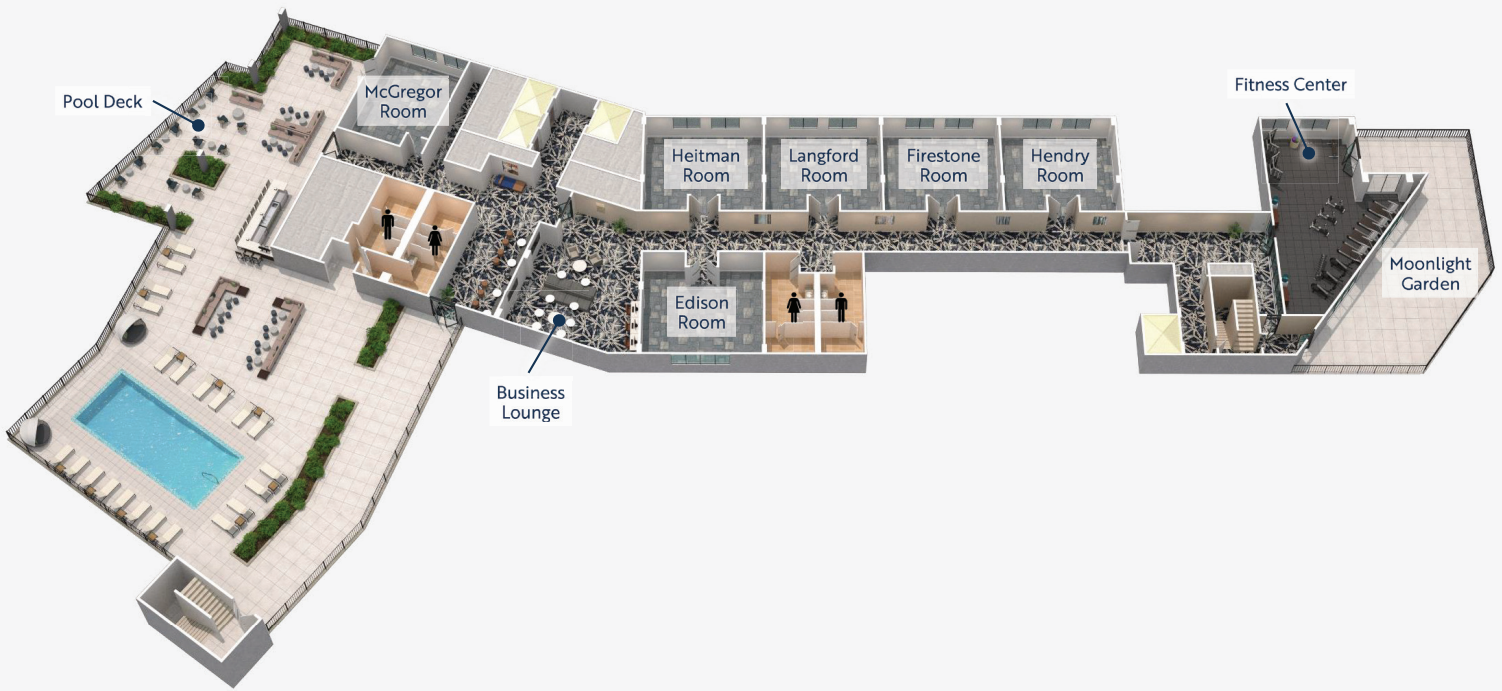 Pool Deck
McGregor
Room
Heitman
Room
Langford
Room
Firestone
Room
Hendry
Room
Fitness Center
Moonlight
Garden
Edison
Room
Business
Lounge